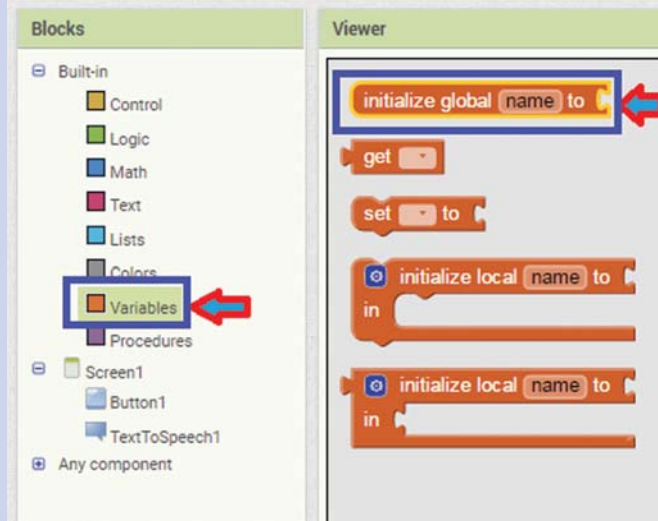 Blocks
Built-in
Control
Logic
Math
Text
Lists
Colors
Variables
Procedures
Screen1
Button1
TextToSpeech1
Any component
Viewer
initialize global name to
get
set to
initialize local name to
in
initialize local name to
in